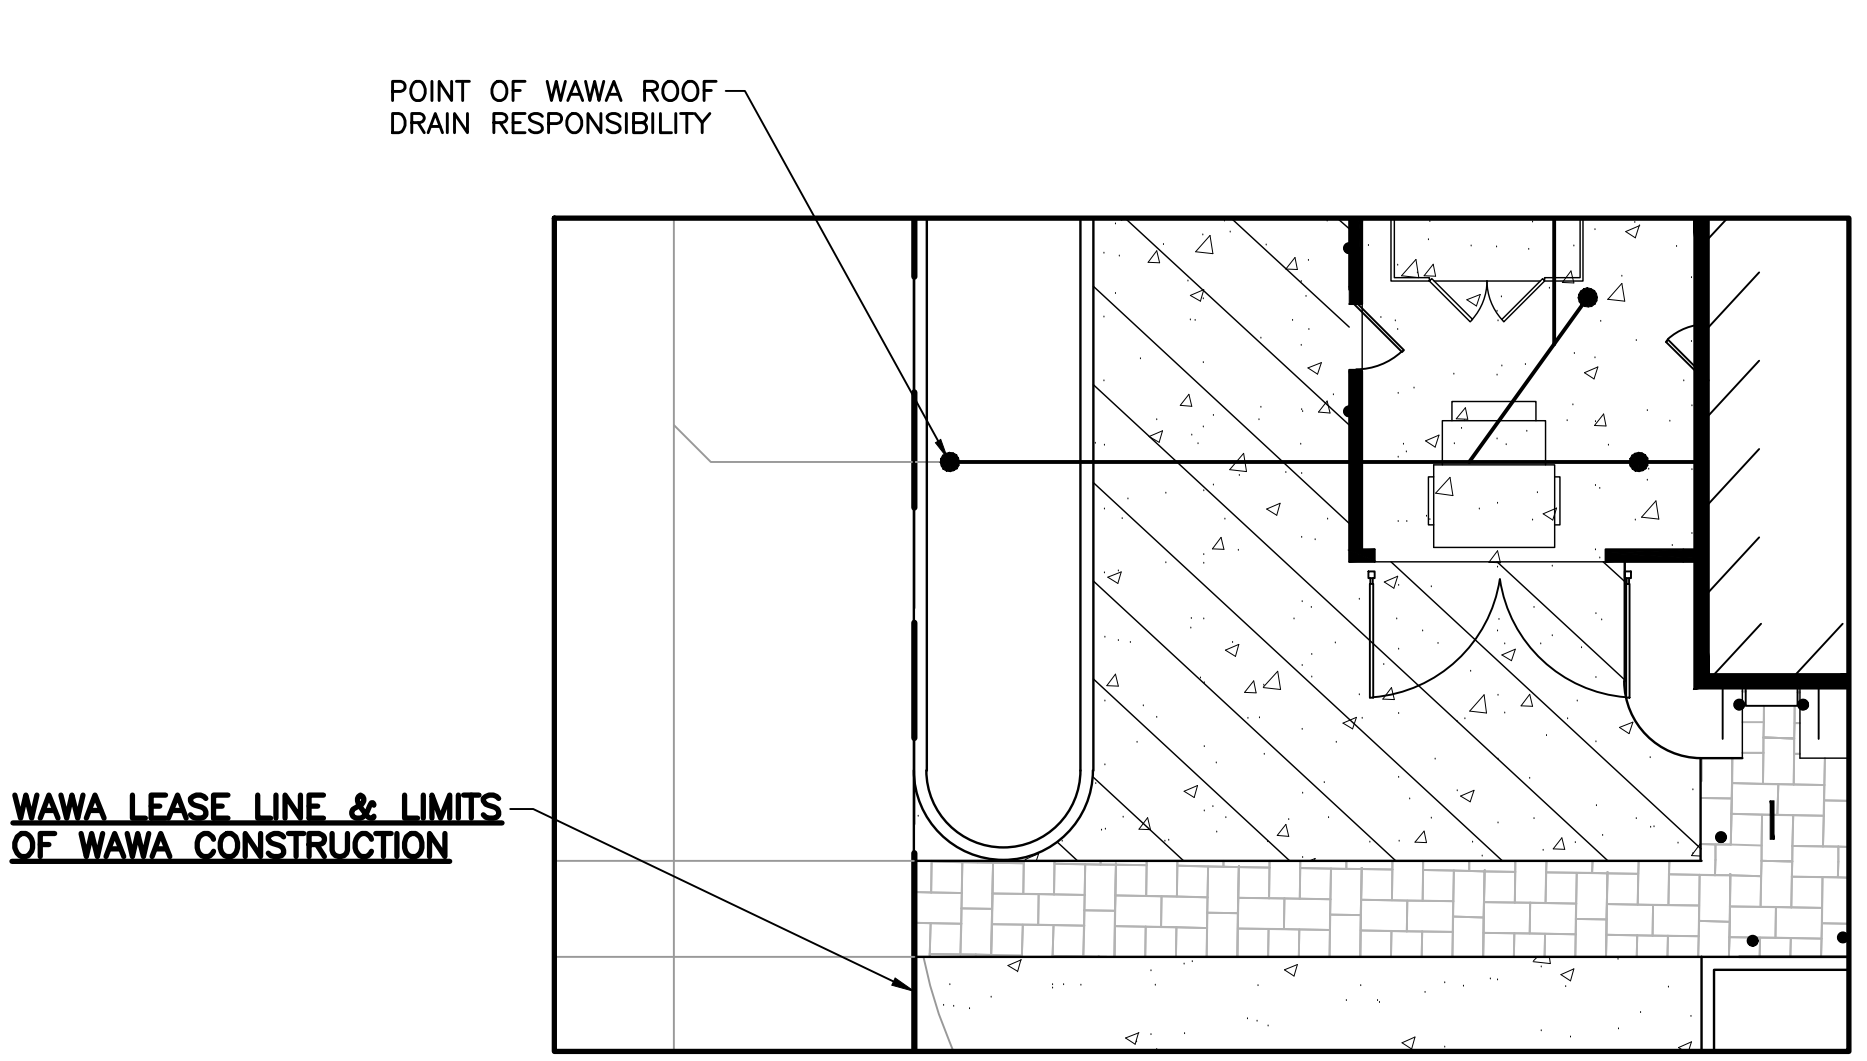 POINT OF WAWA ROOF
DRAIN RESPONSIBILITY
WAWA LEASE LINE & LIMITS
OF WAWA CONSTRUCTION